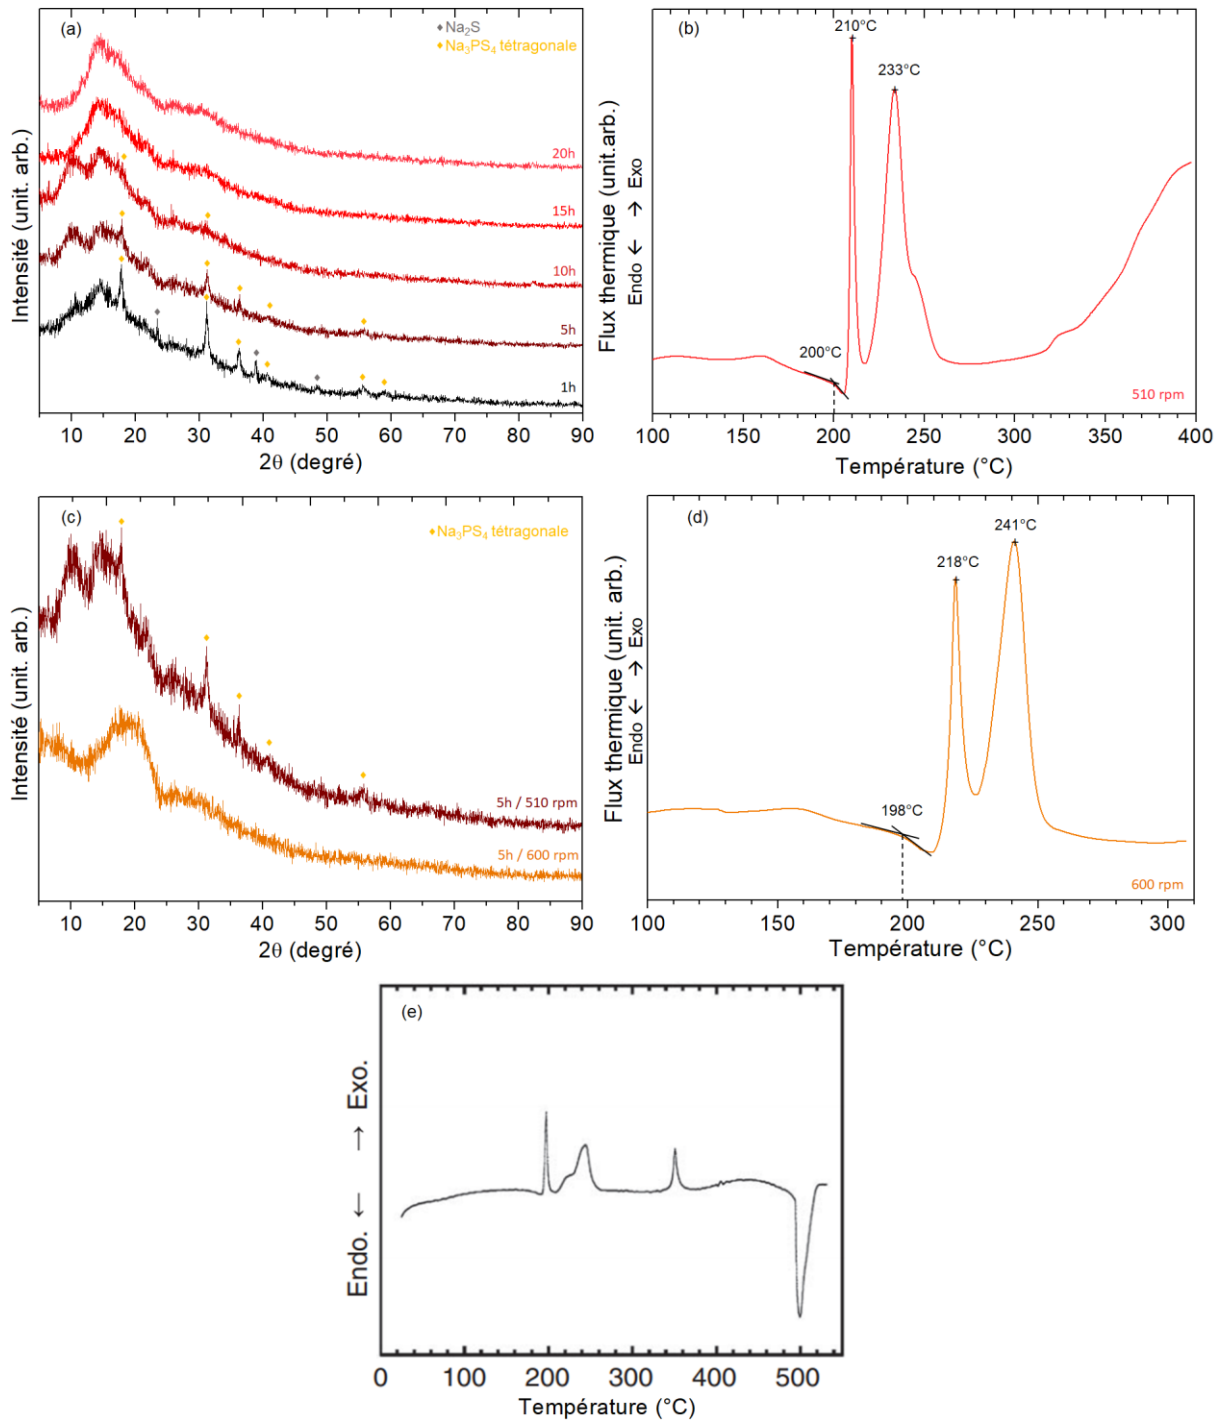 (a)
♦ Na₂S
♦ Na₃PS₄ tétragonale
20h
15h
10h
5h
1h
Intensité (unit. arb.)
10 20 30 40 50 60 70 80 90
2θ (degré)
(b)
210°C
233°C
200°C
510 rpm
Flux thermique (unit.arb.)
Endo ← → Exo
100 150 200 250 300 350 400
Température (°C)
(c)
♦Na₃PS₄ tétragonale
5h / 510 rpm
5h / 600 rpm
Intensité (unit. arb.)
10 20 30 40 50 60 70 80 90
2θ (degré)
(d)
241°C
218°C
198°C
600 rpm
Flux thermique (unit. arb.)
Endo ← → Exo
100 150 200 250 300
Température (°C)
(e)
Endo. ← → Exo.
0 100 200 300 400 500
Température (°C)